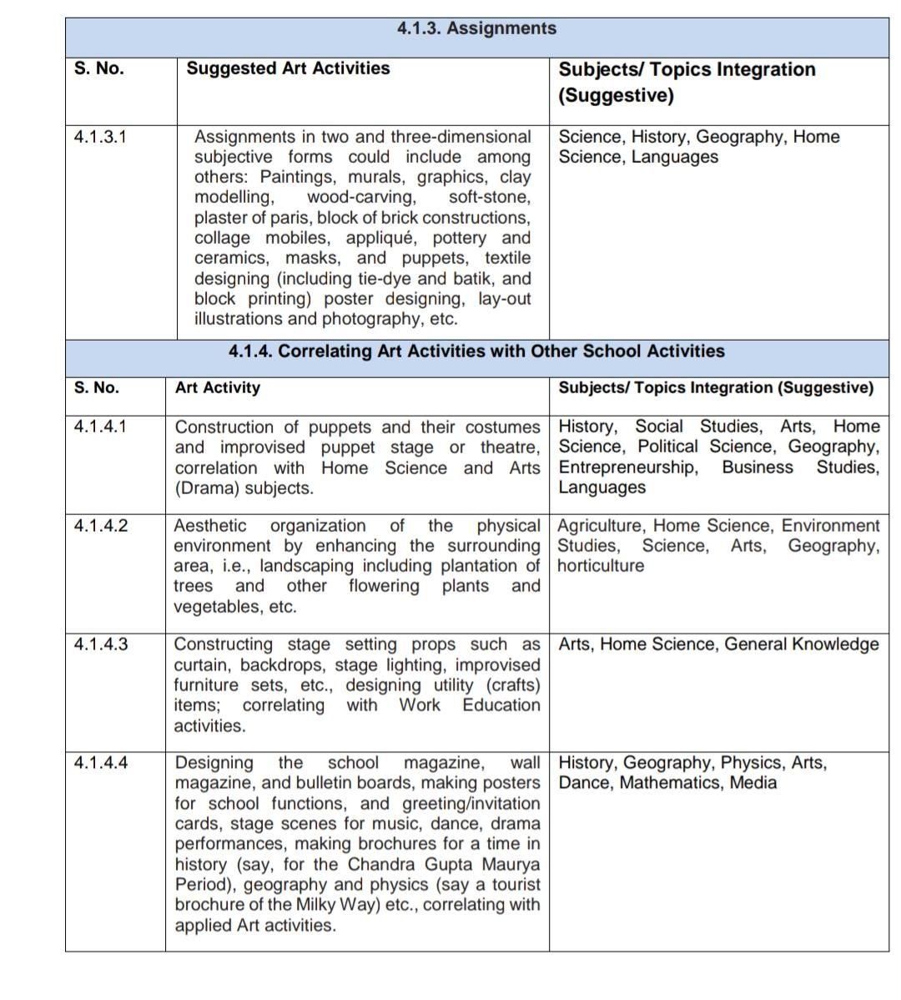 4.1.3. Assignments
S. No.
Suggested Art Activities
Subjects/ Topics Integration
(Suggestive)
4.1.3.1
Assignments in two and three-dimensional
subjective forms could include among
others: Paintings, murals, graphics, clay
modelling, wood-carving, soft-stone,
plaster of paris, block of brick constructions,
collage mobiles, appliqué, pottery and
ceramics, masks, and puppets, textile
designing (including tie-dye and batik, and
block printing) poster designing, lay-out
illustrations and photography, etc.
Science, History, Geography, Home
Science, Languages
4.1.4. Correlating Art Activities with Other School Activities
S. No.
Art Activity
Subjects/ Topics Integration (Suggestive)
4.1.4.1
Construction of puppets and their costumes
and improvised puppet stage or theatre,
correlation with Home Science and Arts
(Drama) subjects.
History, Social Studies, Arts, Home
Science, Political Science, Geography,
Entrepreneurship, Business Studies,
Languages
4.1.4.2
Aesthetic organization of the physical
environment by enhancing the surrounding
area, i.e., landscaping including plantation of
trees and other flowering plants and
vegetables, etc.
Agriculture, Home Science, Environment
Studies, Science, Arts, Geography,
horticulture
4.1.4.3
Constructing stage setting props such as
curtain, backdrops, stage lighting, improvised
furniture sets, etc., designing utility (crafts)
items; correlating with Work Education
activities.
Arts, Home Science, General Knowledge
4.1.4.4
Designing the school magazine, wall
magazine, and bulletin boards, making posters
for school functions, and greeting/invitation
cards, stage scenes for music, dance, drama
performances, making brochures for a time in
history (say, for the Chandra Gupta Maurya
Period), geography and physics (say a tourist
brochure of the Milky Way) etc., correlating with
applied Art activities.
History, Geography, Physics, Arts,
Dance, Mathematics, Media